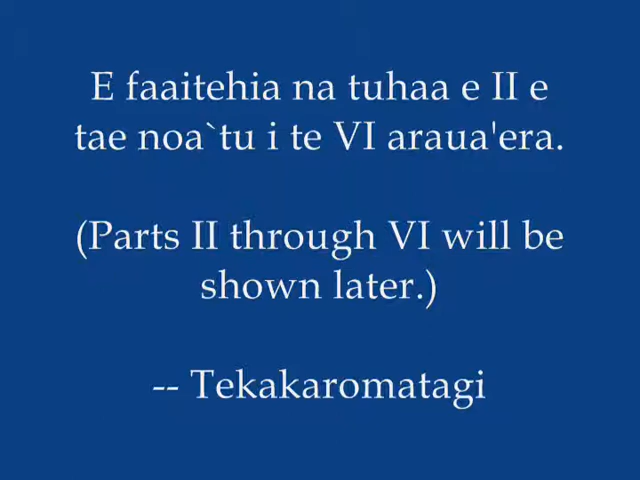 E faaitehia na tuhaa e II e
tae noa`tu i te VI araua'era.
(Parts II through VI will be
shown later.)
-- Tekakaromatagi